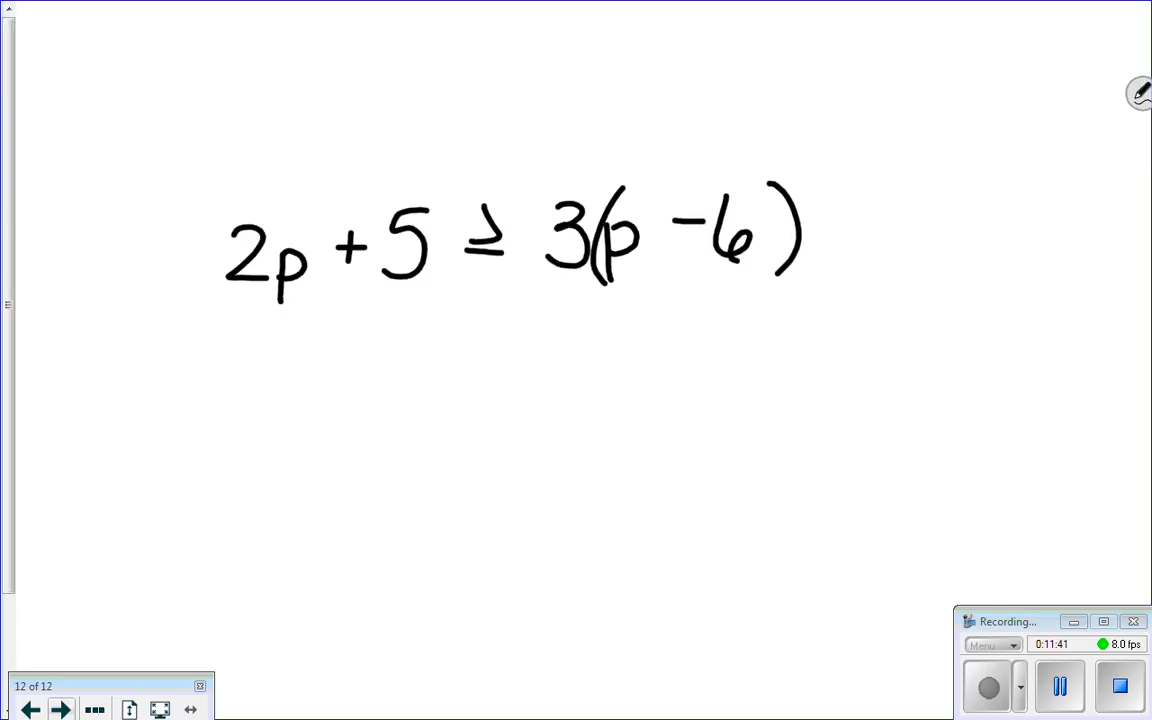 2p + 5 ≥ 3(p - 6)
Recording...
Menu
0:11:41
8.0 fps
12 of 12